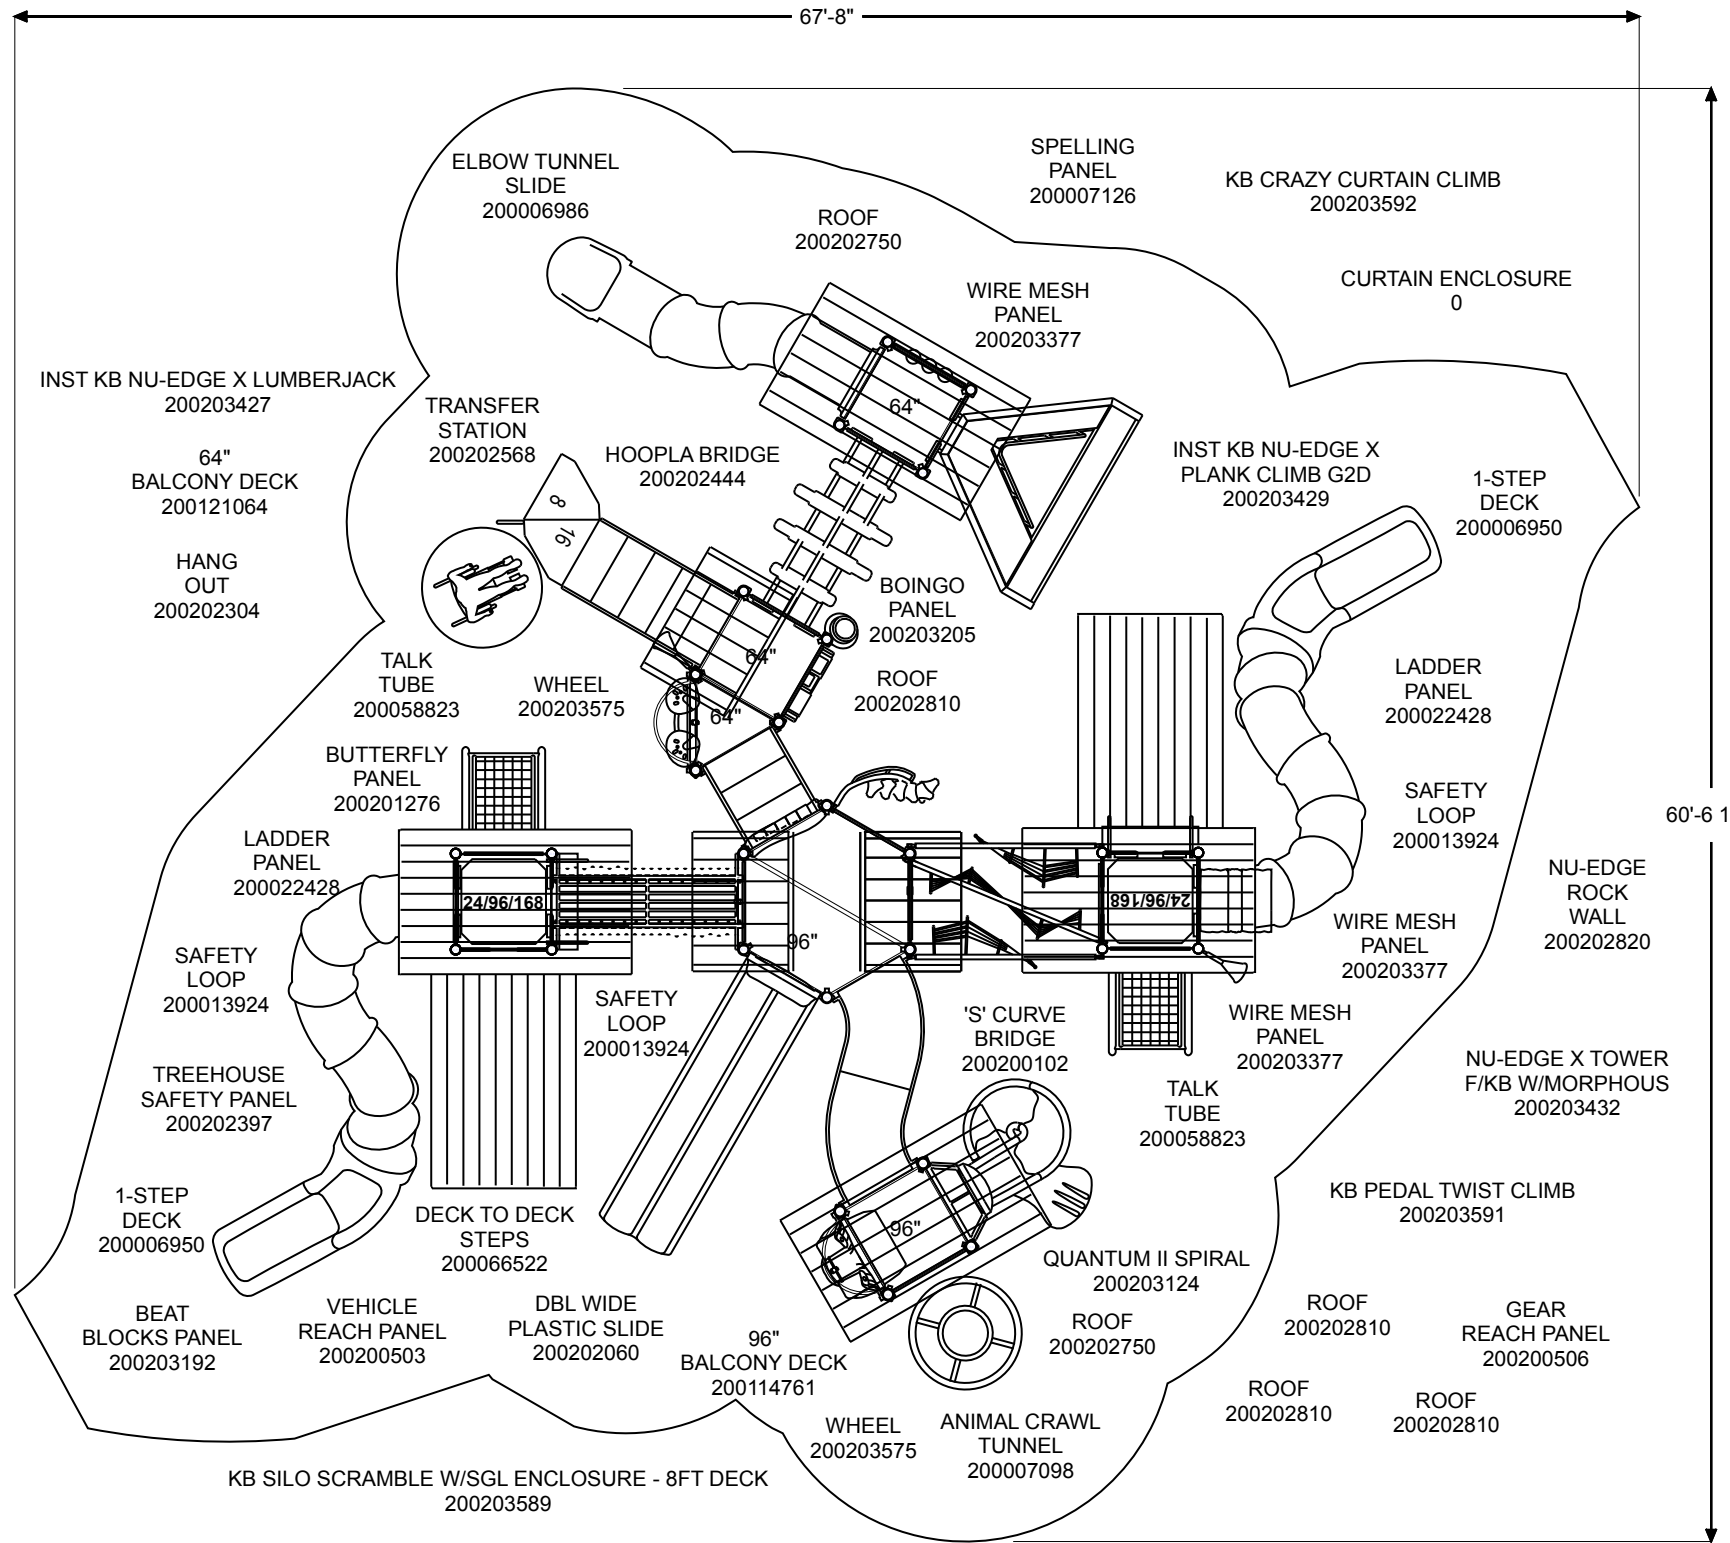 67'-8"
ELBOW TUNNEL
SLIDE
200006986
SPELLING
PANEL
200007126
KB CRAZY CURTAIN CLIMB
200203592
ROOF
200202750
CURTAIN ENCLOSURE
0
WIRE MESH
PANEL
200203377
INST KB NU-EDGE X LUMBERJACK
200203427
TRANSFER
STATION
200202568
64"
64"
BALCONY DECK
200121064
HOOPLA BRIDGE
200202444
INST KB NU-EDGE X
PLANK CLIMB G2D
200203429
1-STEP
DECK
200006950
8
16
HANG
OUT
200202304
BOINGO
PANEL
200203205
64"
TALK
TUBE
200058823
WHEEL
200203575
64"
ROOF
200202810
LADDER
PANEL
200022428
BUTTERFLY
PANEL
200201276
SAFETY
LOOP
200013924
60'-6 1
LADDER
PANEL
200022428
24/96/168
24/96/168
NU-EDGE
ROCK
WALL
200202820
96"
WIRE MESH
PANEL
200203377
SAFETY
LOOP
200013924
SAFETY
LOOP
200013924
'S' CURVE
BRIDGE
200200102
WIRE MESH
PANEL
200203377
TREEHOUSE
SAFETY PANEL
200202397
NU-EDGE X TOWER
F/KB W/MORPHOUS
200203432
TALK
TUBE
200058823
1-STEP
DECK
200006950
DECK TO DECK
STEPS
200066522
96"
KB PEDAL TWIST CLIMB
200203591
QUANTUM II SPIRAL
200203124
BEAT
BLOCKS PANEL
200203192
VEHICLE
REACH PANEL
200200503
DBL WIDE
PLASTIC SLIDE
200202060
96"
BALCONY DECK
200114761
ROOF
200202750
ROOF
200202810
GEAR
REACH PANEL
200200506
ROOF
200202810
ROOF
200202810
WHEEL
200203575
ANIMAL CRAWL
TUNNEL
200007098
KB SILO SCRAMBLE W/SGL ENCLOSURE - 8FT DECK
200203589